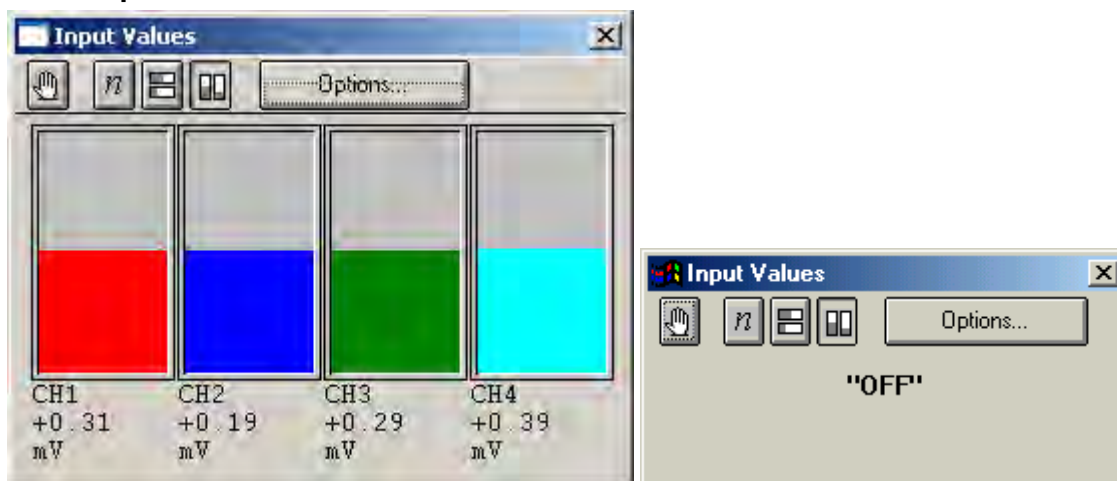 Input Values
n
Options...
CH1 CH2 CH3 CH4
+0.31 +0.19 +0.29 +0.39
mV mV mV mV
Input Values
n
Options...
"OFF"